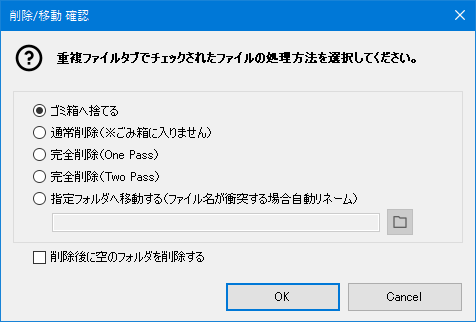 削除/移動 確認
重複ファイルタブでチェックされたファイルの処理方法を選択してください。
ゴミ箱へ捨てる
通常削除(※ごみ箱に入りません)
完全削除(One Pass)
完全削除(Two Pass)
指定フォルダへ移動する(ファイル名が衝突する場合自動リネーム)
削除後に空のフォルダを削除する
OK
Cancel